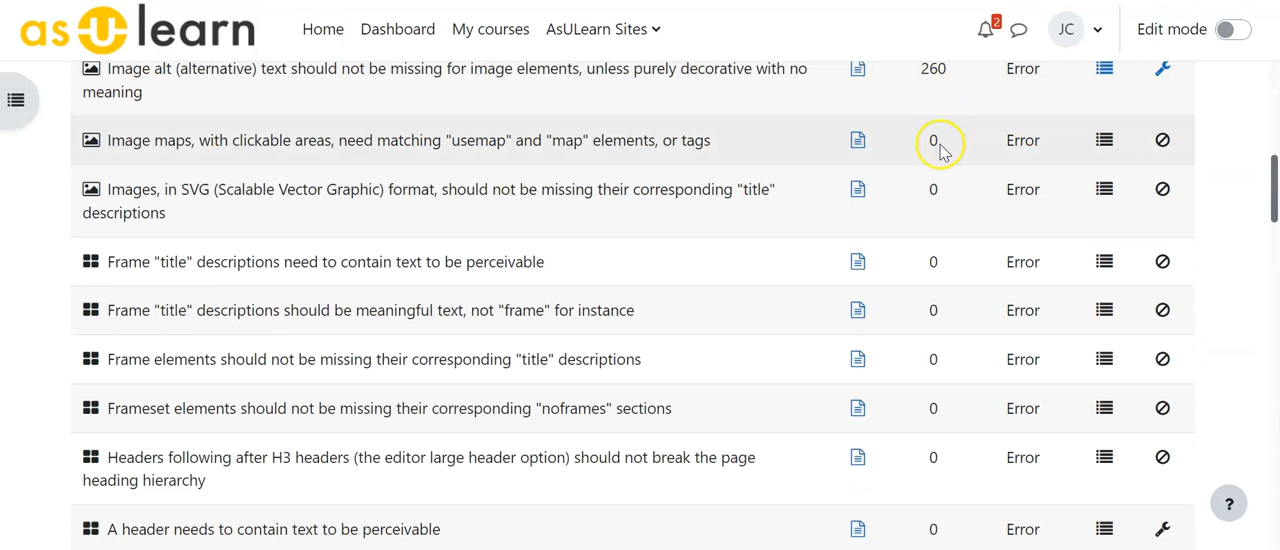 asUlearn Home Dashboard My courses AsULearn Sites 2 JC Edit mode
Image alt (alternative) text should not be missing for image elements, unless purely decorative with no 260 Error
meaning
Image maps, with clickable areas, need matching "usemap" and "map" elements, or tags 0 Error
Images, in SVG (Scalable Vector Graphic) format, should not be missing their corresponding "title" 0 Error
descriptions
Frame "title" descriptions need to contain text to be perceivable 0 Error
Frame "title" descriptions should be meaningful text, not "frame" for instance 0 Error
Frame elements should not be missing their corresponding "title" descriptions 0 Error
Frameset elements should not be missing their corresponding "noframes" sections 0 Error
Headers following after H3 headers (the editor large header option) should not break the page 0 Error
heading hierarchy
?
A header needs to contain text to be perceivable 0 Error